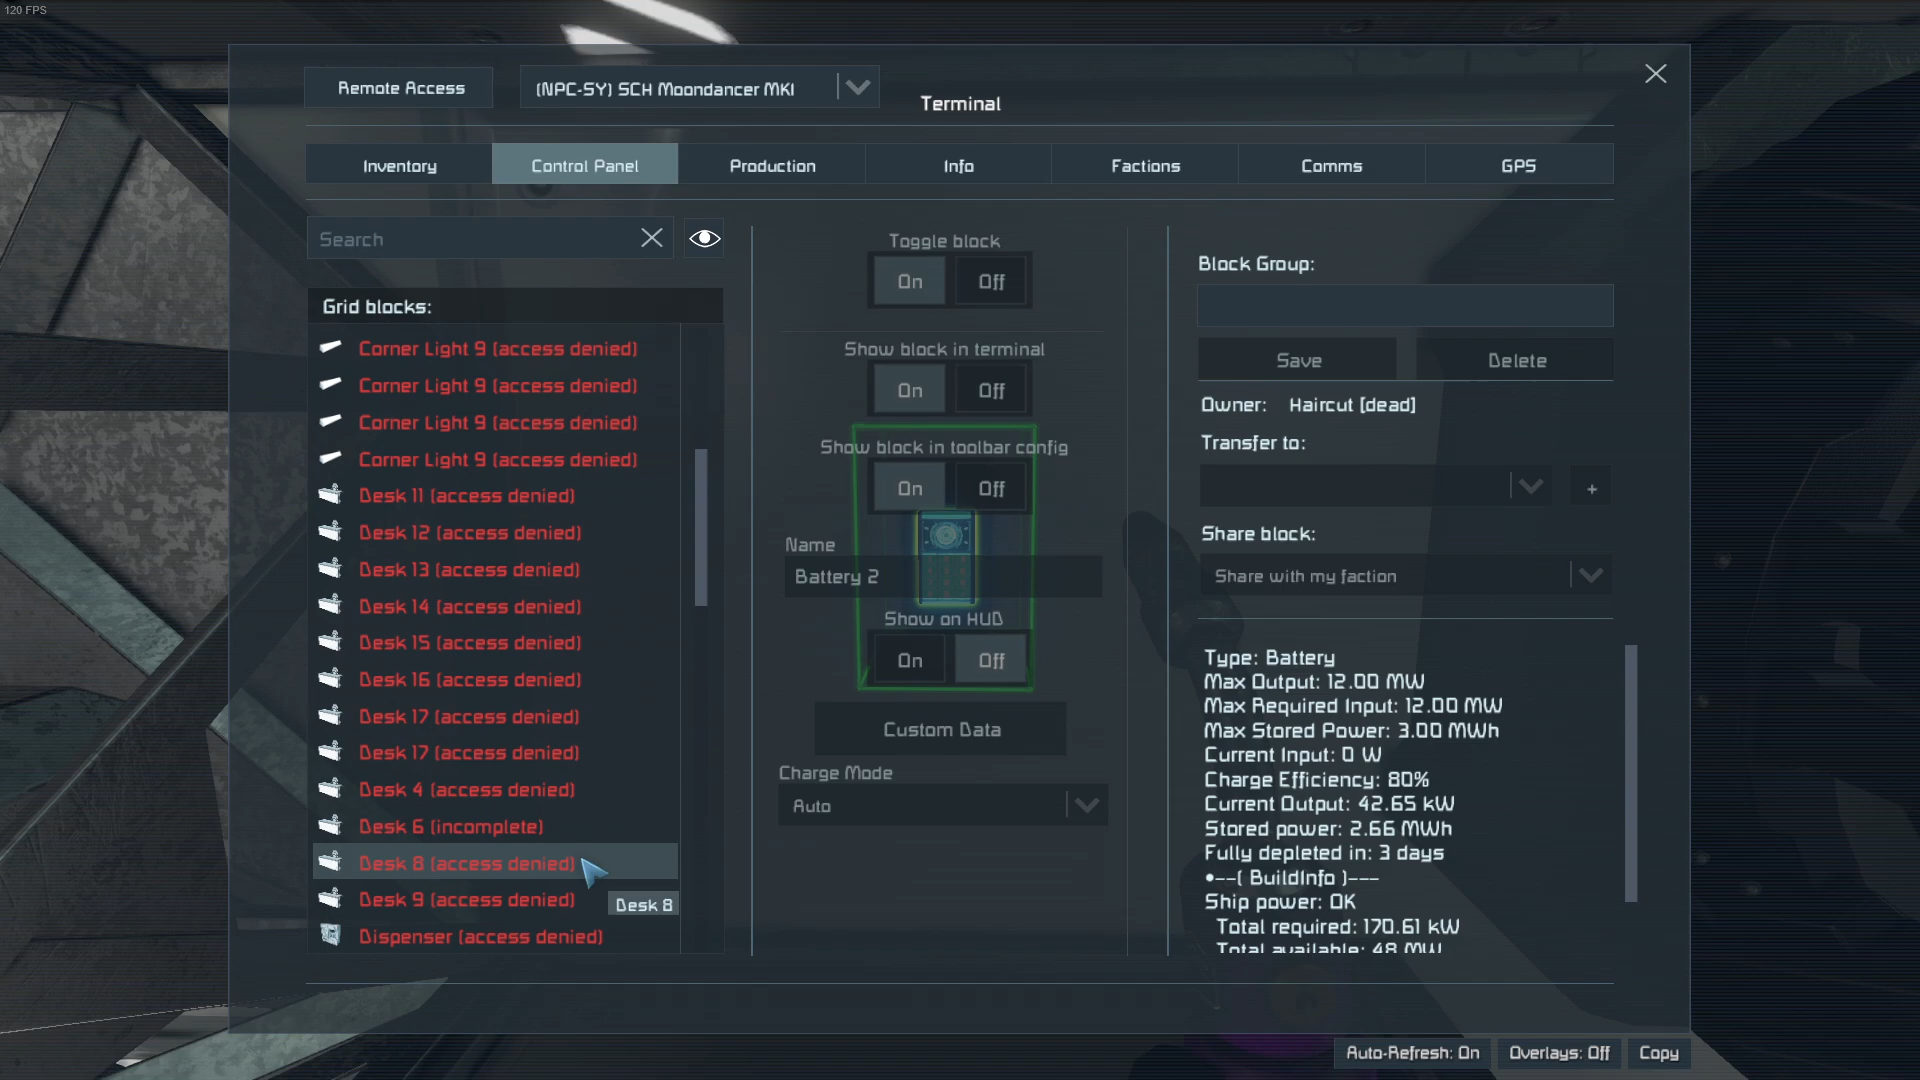 120 FPS
Remote Access
(NPC-SY) SCH Moondancer MKI
Terminal
Inventory
Control Panel
Production
Info
Factions
Comms
GPS
Search
Grid blocks:
Corner Light 9 (access denied)
Corner Light 9 (access denied)
Corner Light 9 (access denied)
Corner Light 9 (access denied)
Desk 11 (access denied)
Desk 12 (access denied)
Desk 13 (access denied)
Desk 14 (access denied)
Desk 15 (access denied)
Desk 16 (access denied)
Desk 17 (access denied)
Desk 17 (access denied)
Desk 4 (access denied)
Desk 6 (incomplete)
Desk 8 (access denied)
Desk 9 (access denied)
Desk 8
Dispenser (access denied)
Toggle block
On Off
Show block in terminal
On Off
Show block in toolbar config
On Off
Name
Battery 2
Show on HUD
On Off
Custom Data
Charge Mode
Auto
Block Group:
Save
Delete
Owner: Haircut [dead]
Transfer to:
+
Share block:
Share with my faction
Type: Battery
Max Output: 12.00 MW
Max Required Input: 12.00 MW
Max Stored Power: 3.00 MWh
Current Input: 0 W
Charge Efficiency: 80%
Current Output: 42.65 kW
Stored power: 2.66 MWh
Fully depleted in: 3 days
•--( BuildInfo )---
Ship power: OK
Total required: 170.61 kW
Total available: 48 MW
Auto-Refresh: On
Overlays: Off
Copy